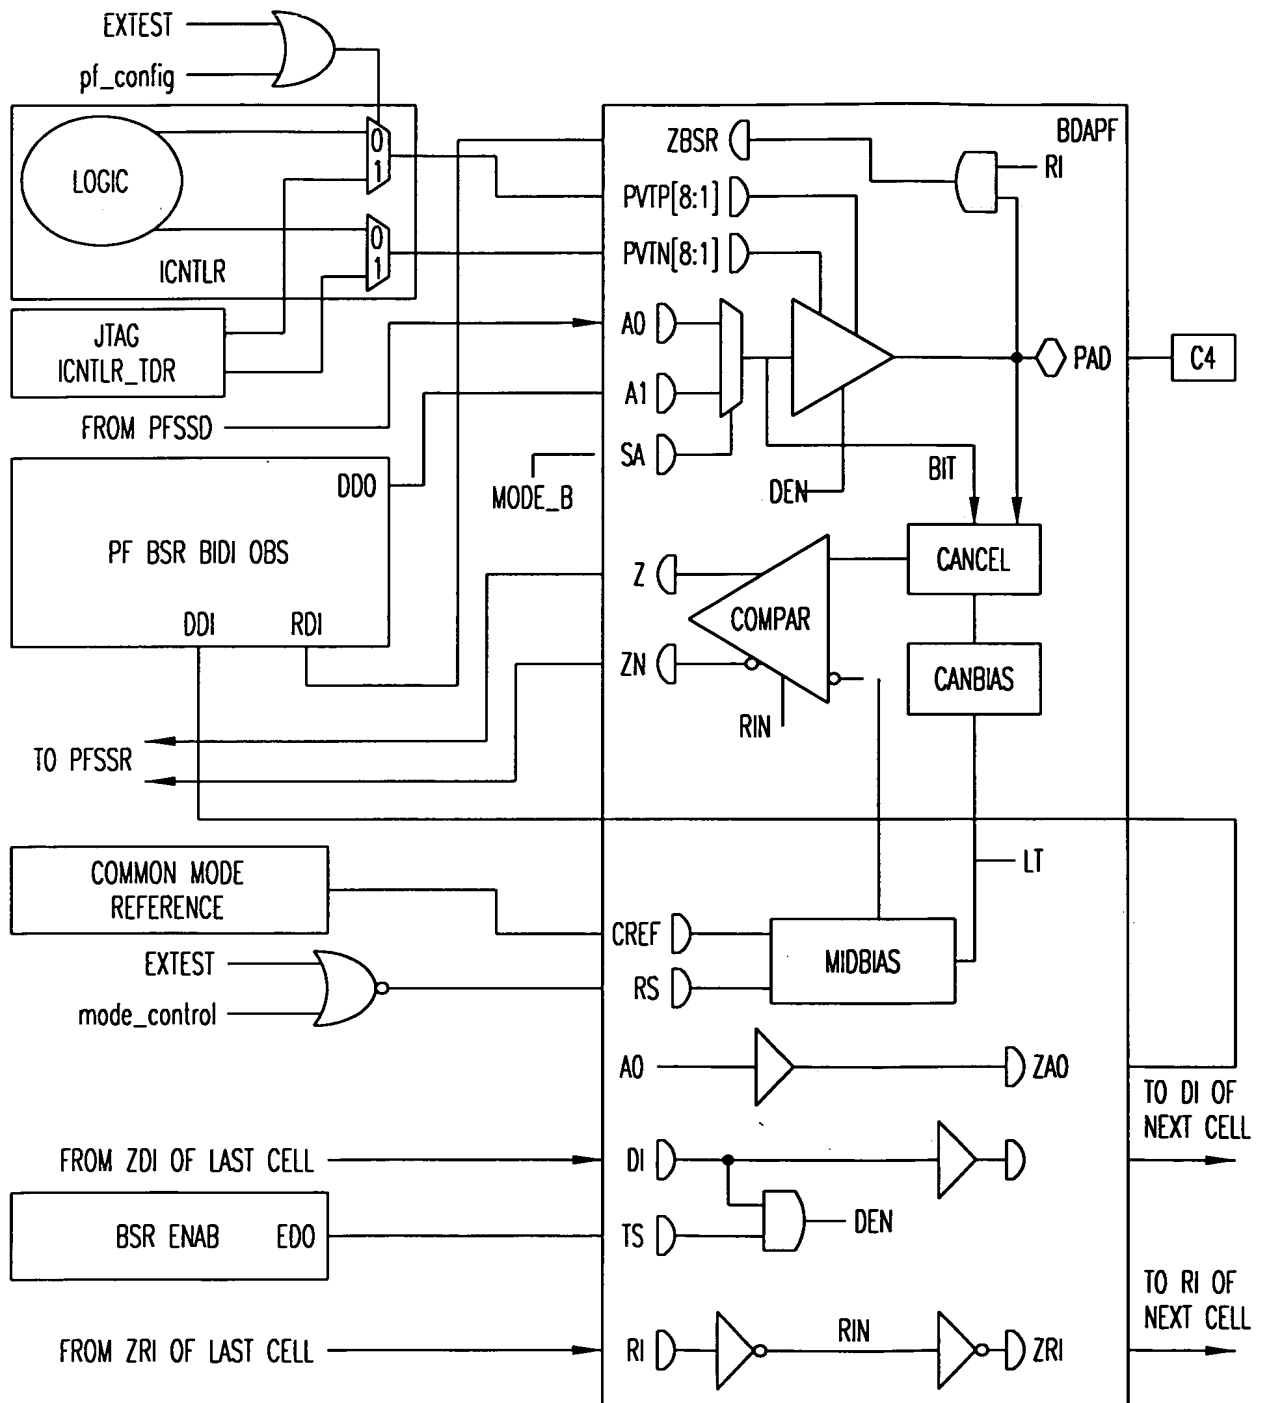 EXTEST
pf_config
BDAPF
ZBSR
RI
0
1
LOGIC
PVTP[8:1]
0
1
PVTN[8:1]
ICNTLR
A0
JTAG
ICNTLR_TDR
PAD
C4
A1
FROM PFSSD
SA
BIT
DDO
MODE_B
DEN
PF BSR BIDI OBS
CANCEL
Z
COMPAR
DDI
RDI
ZN
CANBIAS
RIN
TO PFSSR
COMMON MODE
REFERENCE
LT
CREF
MIDBIAS
EXTEST
RS
mode_control
A0
ZA0
TO DI OF
NEXT CELL
FROM ZDI OF LAST CELL
DI
BSR ENAB
EDO
TS
DEN
TO RI OF
NEXT CELL
FROM ZRI OF LAST CELL
RI
RIN
ZRI